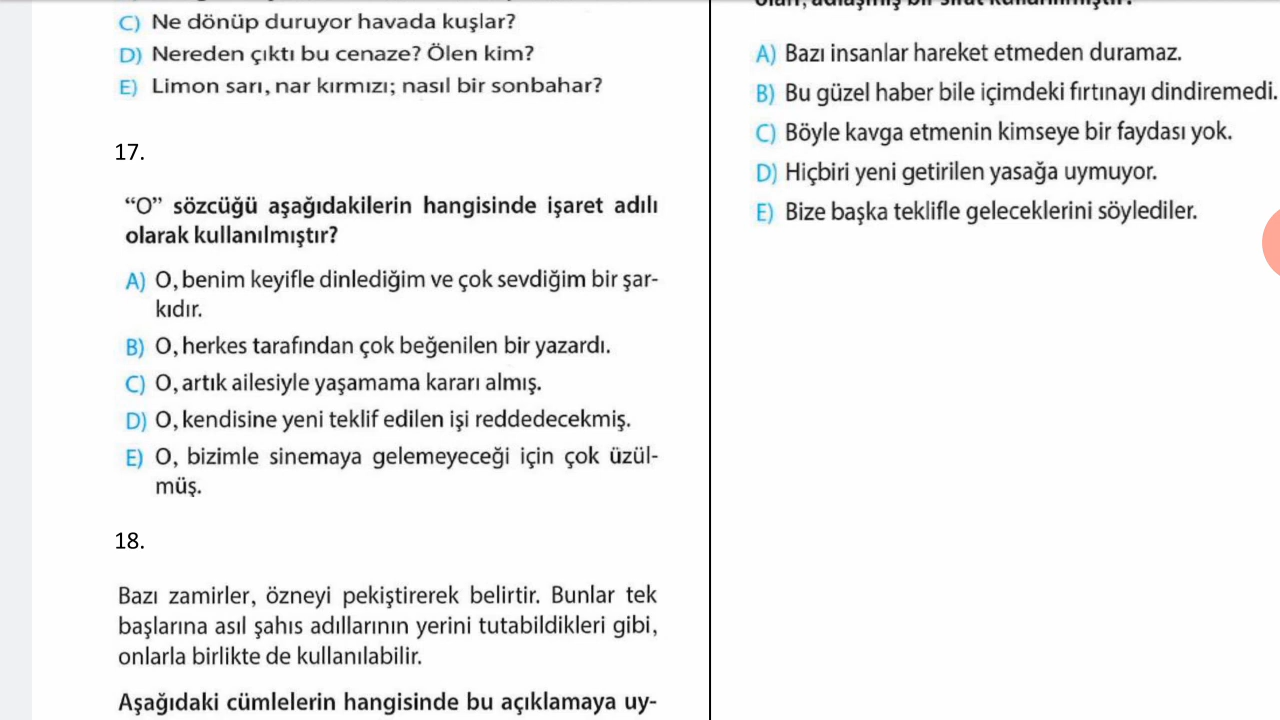 C) Ne dönüp duruyor havada kuşlar?
D) Nereden çıktı bu cenaze? Ölen kim?
E) Limon sarı, nar kırmızı; nasıl bir sonbahar?
17.
“O” sözcüğü aşağıdakilerin hangisinde işaret adılı
olarak kullanılmıştır?
A) O, benim keyifle dinlediğim ve çok sevdiğim bir şar-
kıdır.
B) O, herkes tarafından çok beğenilen bir yazardı.
C) O, artık ailesiyle yaşamama kararı almış.
D) O, kendisine yeni teklif edilen işi reddedecekmiş.
E) O, bizimle sinemaya gelemeyeceği için çok üzül-
müş.
18.
Bazı zamirler, özneyi pekiştirerek belirtir. Bunlar tek
başlarına asıl şahıs adıllarının yerini tutabildikleri gibi,
onlarla birlikte de kullanılabilir.
Aşağıdaki cümlelerin hangisinde bu açıklamaya uy-
adlaşmış bir sıfat kullanılmıştır?
A) Bazı insanlar hareket etmeden duramaz.
B) Bu güzel haber bile içimdeki fırtınayı dindiremedi.
C) Böyle kavga etmenin kimseye bir faydası yok.
D) Hiçbiri yeni getirilen yasağa uymuyor.
E) Bize başka teklifle geleceklerini söylediler.